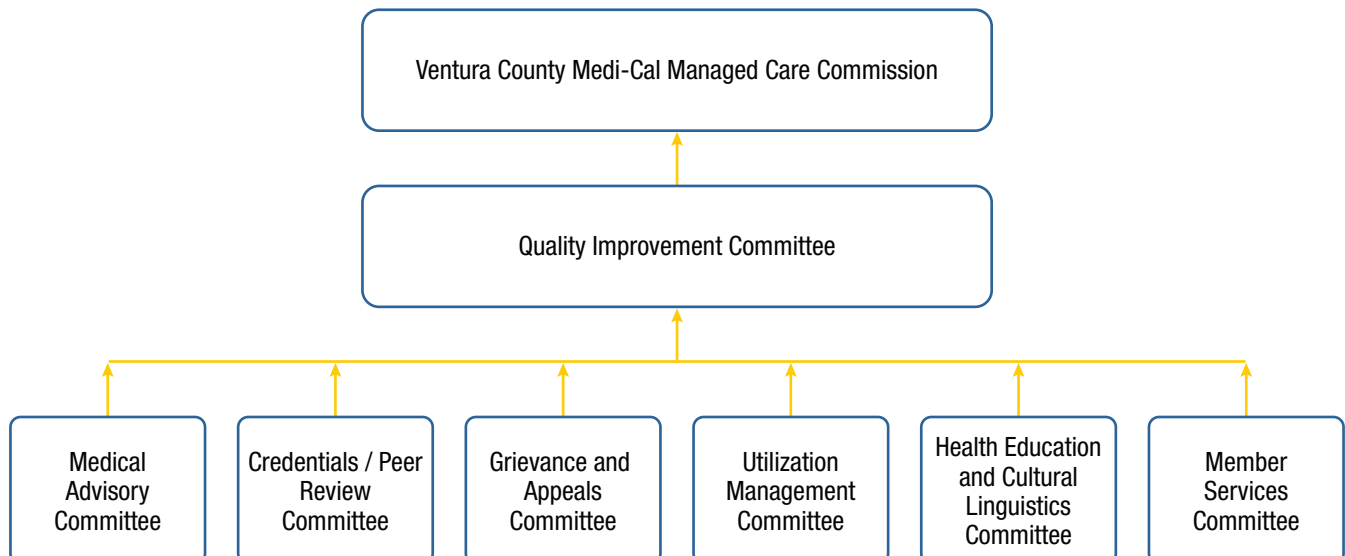 Ventura County Medi-Cal Managed Care Commission
Quality Improvement Committee
Medical
Advisory
Committee
Credentials / Peer
Review
Committee
Grievance and
Appeals
Committee
Utilization
Management
Committee
Health Education
and Cultural
Linguistics
Committee
Member
Services
Committee